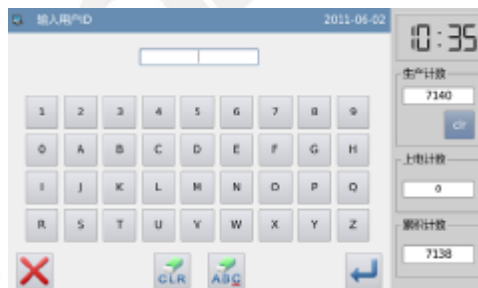 输入用户ID 2011-06-02
10:35
生产计数
7140
clr
1 2 3 4 5 6 7 8 9
0 A B C D E F G H
上电计数
I J K L M N O P Q
0
R S T U V W X Y Z
累积计数
7138
CLR ABC